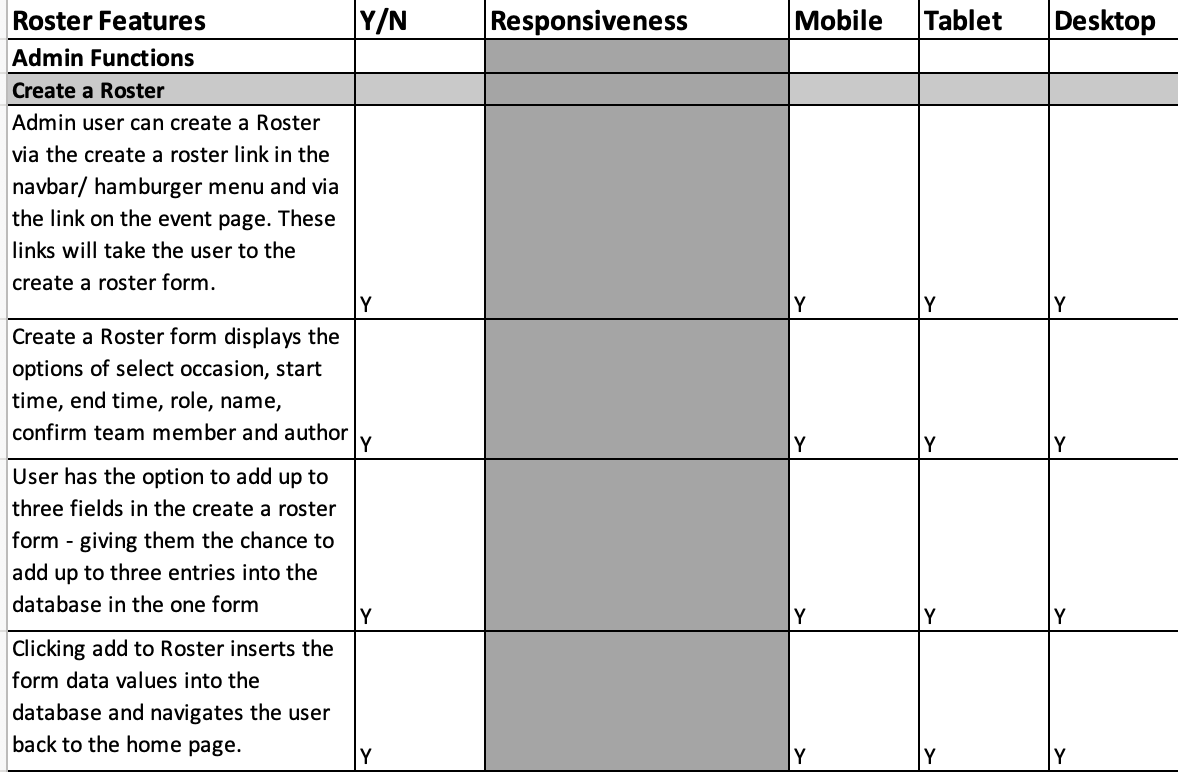 Roster Features Y/N Responsiveness Mobile Tablet Desktop
Admin Functions
Create a Roster
Admin user can create a Roster
via the create a roster link in the
navbar/ hamburger menu and via
the link on the event page. These
links will take the user to the
create a roster form.
Y Y Y Y
Create a Roster form displays the
options of select occasion, start
time, end time, role, name,
confirm team member and author
Y Y Y Y
User has the option to add up to
three fields in the create a roster
form - giving them the chance to
add up to three entries into the
database in the one form
Y Y Y Y
Clicking add to Roster inserts the
form data values into the
database and navigates the user
back to the home page.
Y Y Y Y